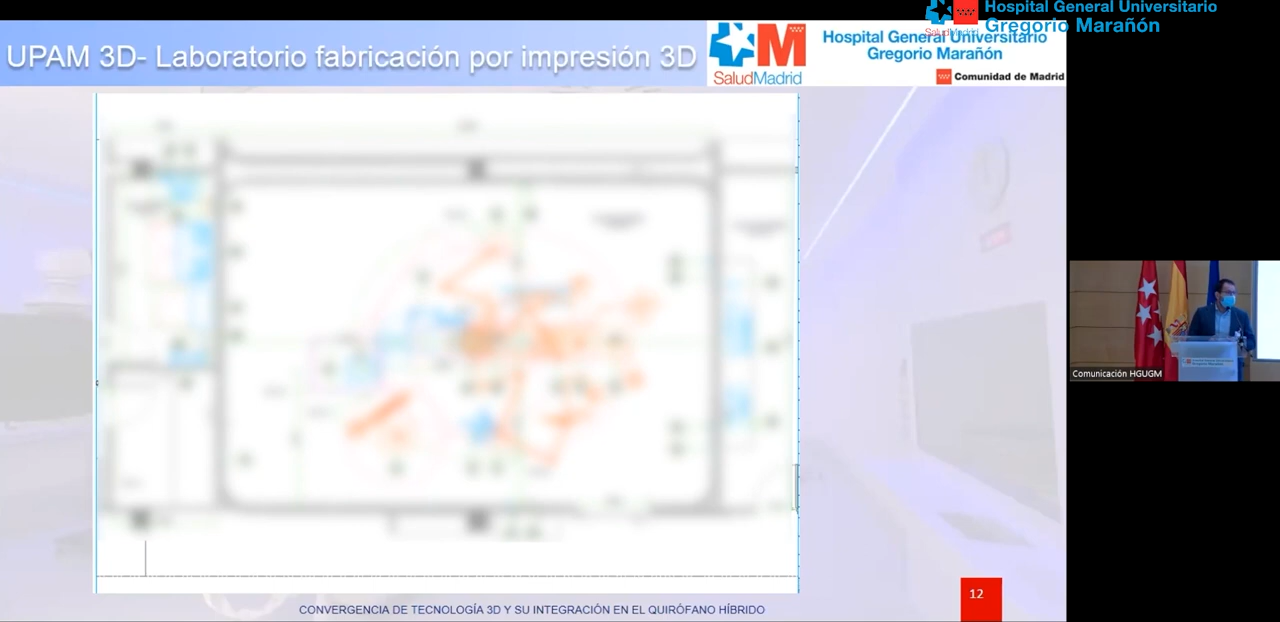 Hospital General Universitario
Gregorio Marañón
SaludMadrid
UPAM 3D- Laboratorio fabricación por impresión 3D
SaludMadrid
Hospital General Universitario
Gregorio Marañón
Comunidad de Madrid
Comunicación HGUGM
12
CONVERGENCIA DE TECNOLOGÍA 3D Y SU INTEGRACIÓN EN EL QUIRÓFANO HÍBRIDO